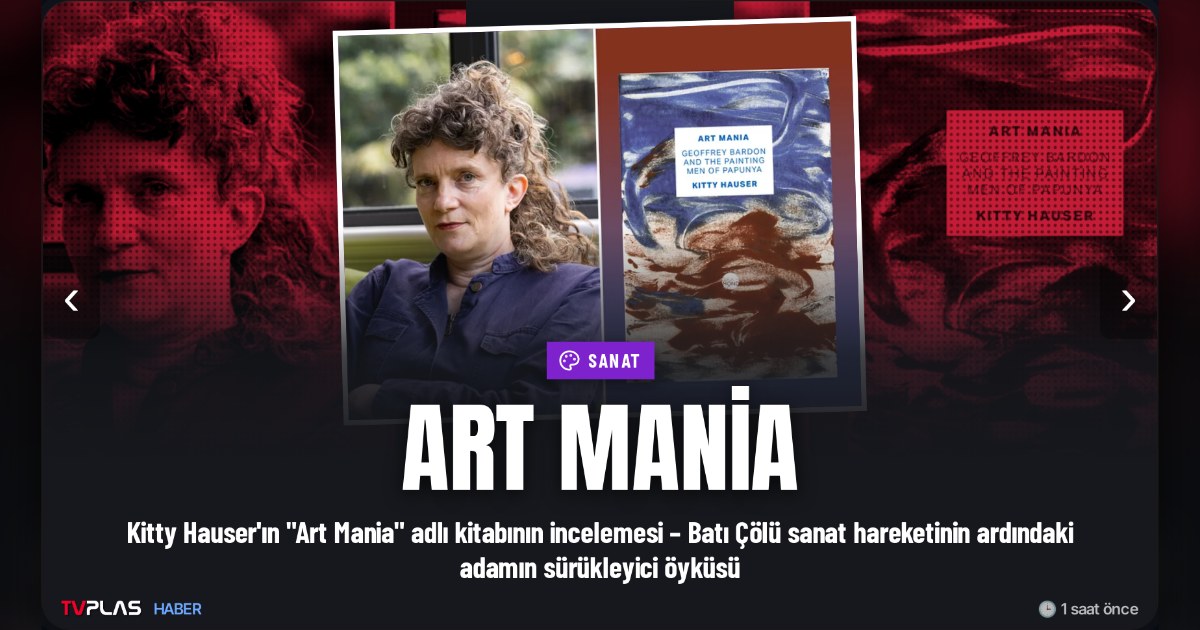 ART MANIA
GEOFFREY BARDON
AND THE PAINTING
MEN OF PAPUNYA
KITTY HAUSER
ART MANIA
GEOFFREY BARDON
AND THE PAINTING
MEN OF PAPUNYA
KITTY HAUSER
SANAT
ART MANİA
Kitty Hauser'ın "Art Mania" adlı kitabının incelemesi – Batı Çölü sanat hareketinin ardındaki
adamın sürükleyici öyküsü
TVPLAS HABER
1 saat önce